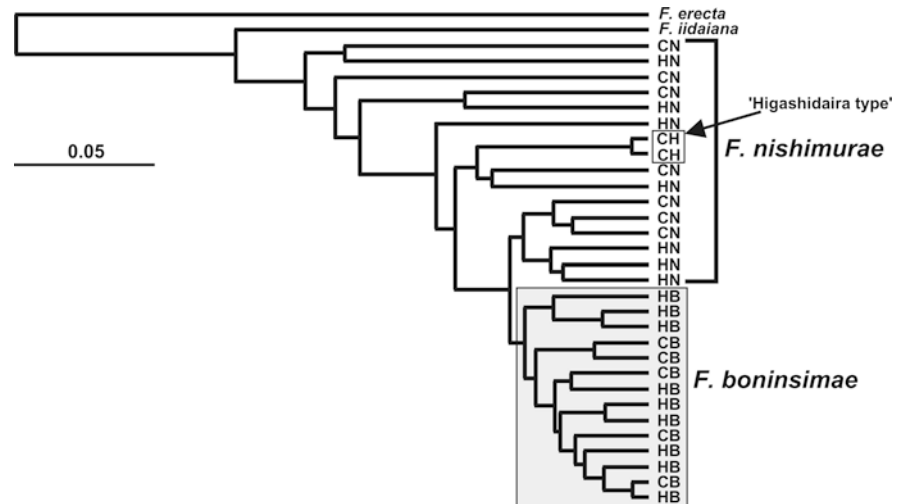 F. erecta
F. iidaiana
CN
HN
CN
CN
HN
HN
CH
CH
CN
HN
CN
CN
CN
HN
HN
HN
HB
HB
HB
CB
CB
CB
HB
HB
HB
CB
HB
HB
CB
HB
'Higashidaira type'
F. nishimurae
F. boninsimae
0.05